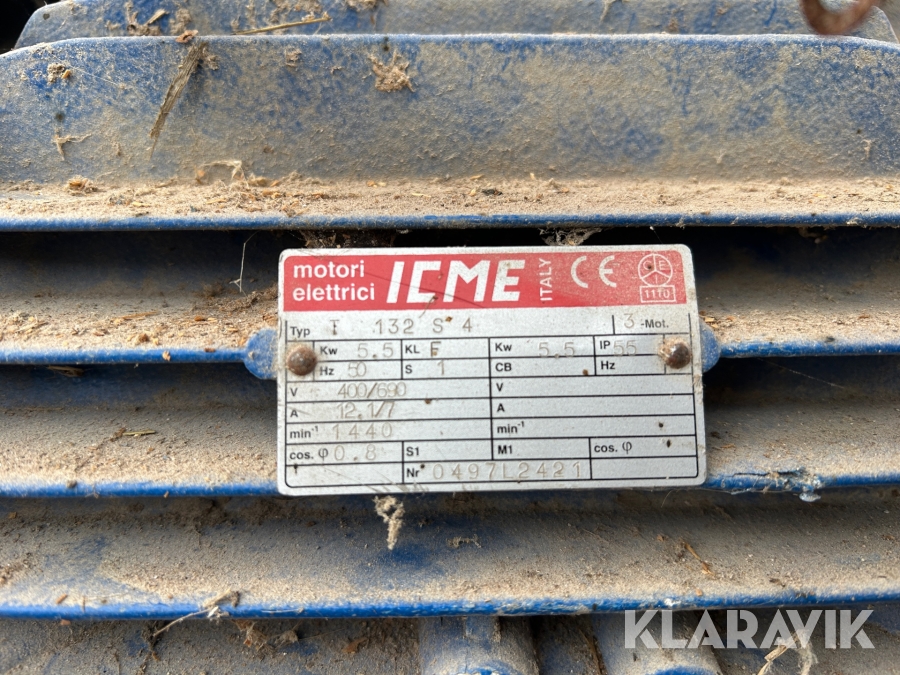 motori
elettrici
ICME
ITALY
CE
Typ T 132 S 4 3 -Mot.
Kw 5.5 KL F Kw 5.5 IP 55
Hz 50 S 1 CB Hz
V 400/690 V
A 12.1/7 A
min-1 1440 min-1
cos. φ 0.8 S1 M1 cos. φ
Nr 0497L2421
KLARAVIK